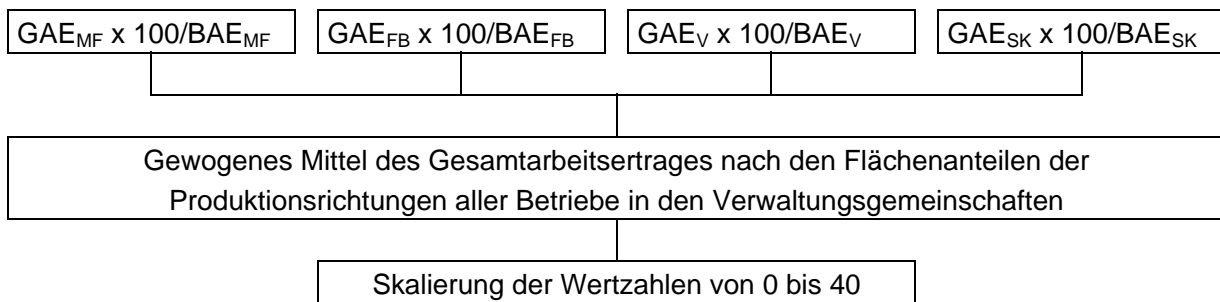 GAE_MF x 100/BAE_MF
GAE_FB x 100/BAE_FB
GAE_V x 100/BAE_V
GAE_SK x 100/BAE_SK
Gewogenes Mittel des Gesamtarbeitsertrages nach den Flächenanteilen der
Produktionsrichtungen aller Betriebe in den Verwaltungsgemeinschaften
Skalierung der Wertzahlen von 0 bis 40